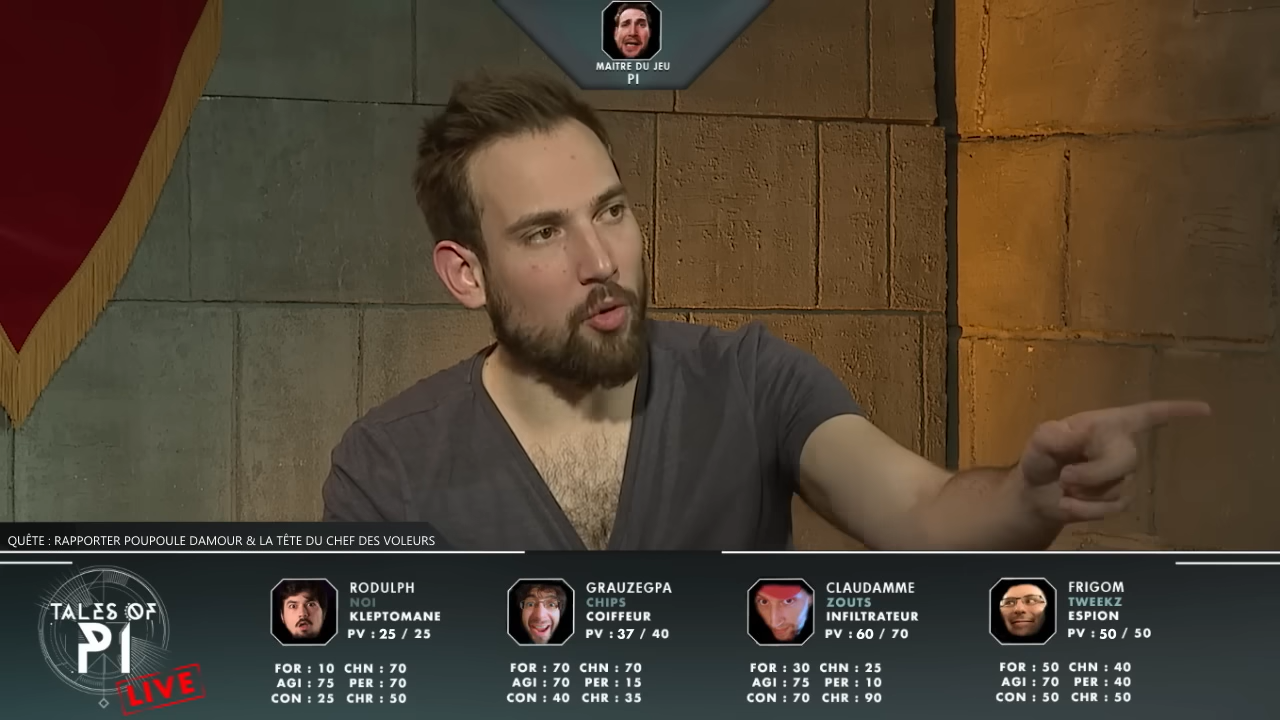 MAITRE DU JEU
PI
QUÊTE : RAPPORTER POUPOULE DAMOUR & LA TÊTE DU CHEF DES VOLEURS
TALES OF
PI
LIVE
RODULPH
NOI
KLEPTOMANE
PV : 25 / 25
FOR : 10 CHN : 70
AGI : 75 PER : 70
CON : 25 CHR : 50
GRAUZEGPA
CHIPS
COIFFEUR
PV : 37 / 40
FOR : 70 CHN : 70
AGI : 70 PER : 15
CON : 40 CHR : 35
CLAUDAMME
ZOUTS
INFILTRATEUR
PV : 60 / 70
FOR : 30 CHN : 25
AGI : 75 PER : 10
CON : 70 CHR : 90
FRIGOM
TWEEKZ
ESPION
PV : 50 / 50
FOR : 50 CHN : 40
AGI : 70 PER : 40
CON : 50 CHR : 50